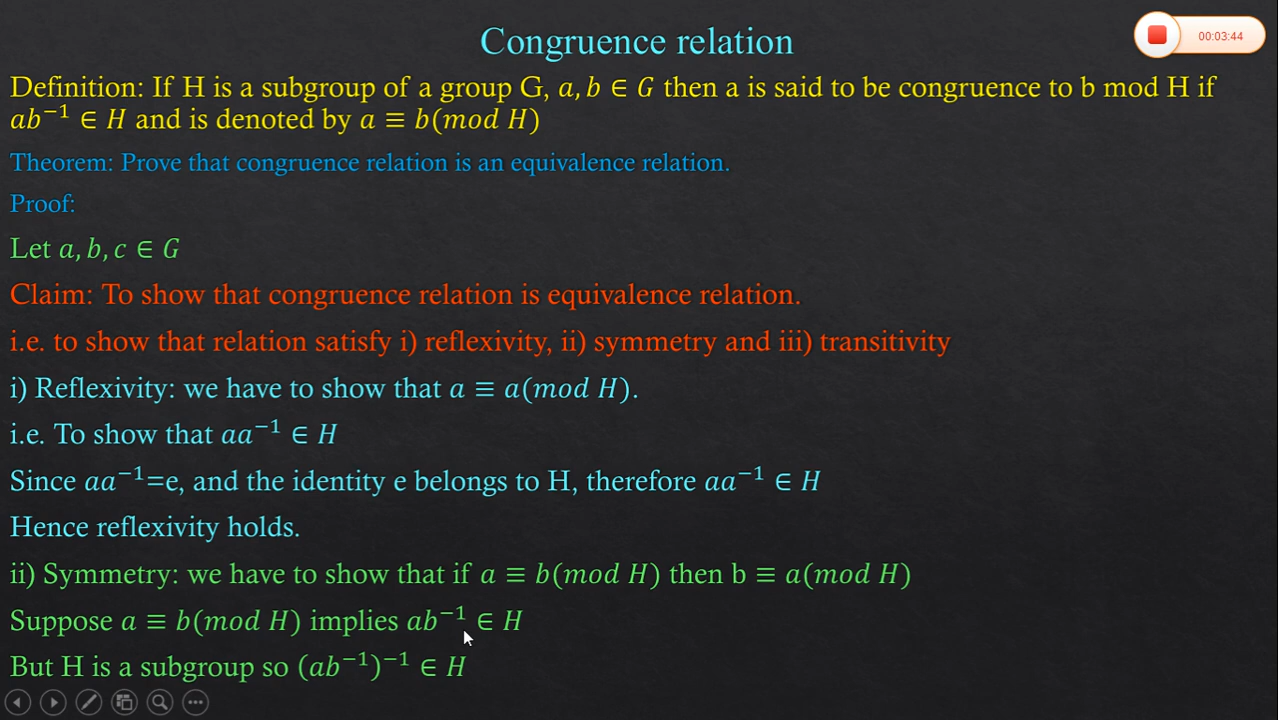 Congruence relation
00:03:44
Definition: If H is a subgroup of a group G, a, b ∈ G then a is said to be congruence to b mod H if
ab⁻¹ ∈ H and is denoted by a ≡ b(mod H)
Theorem: Prove that congruence relation is an equivalence relation.
Proof:
Let a, b, c ∈ G
Claim: To show that congruence relation is equivalence relation.
i.e. to show that relation satisfy i) reflexivity, ii) symmetry and iii) transitivity
i) Reflexivity: we have to show that a ≡ a(mod H).
i.e. To show that aa⁻¹ ∈ H
Since aa⁻¹=e, and the identity e belongs to H, therefore aa⁻¹ ∈ H
Hence reflexivity holds.
ii) Symmetry: we have to show that if a ≡ b(mod H) then b ≡ a(mod H)
Suppose a ≡ b(mod H) implies ab⁻¹ ∈ H
But H is a subgroup so (ab⁻¹)⁻¹ ∈ H